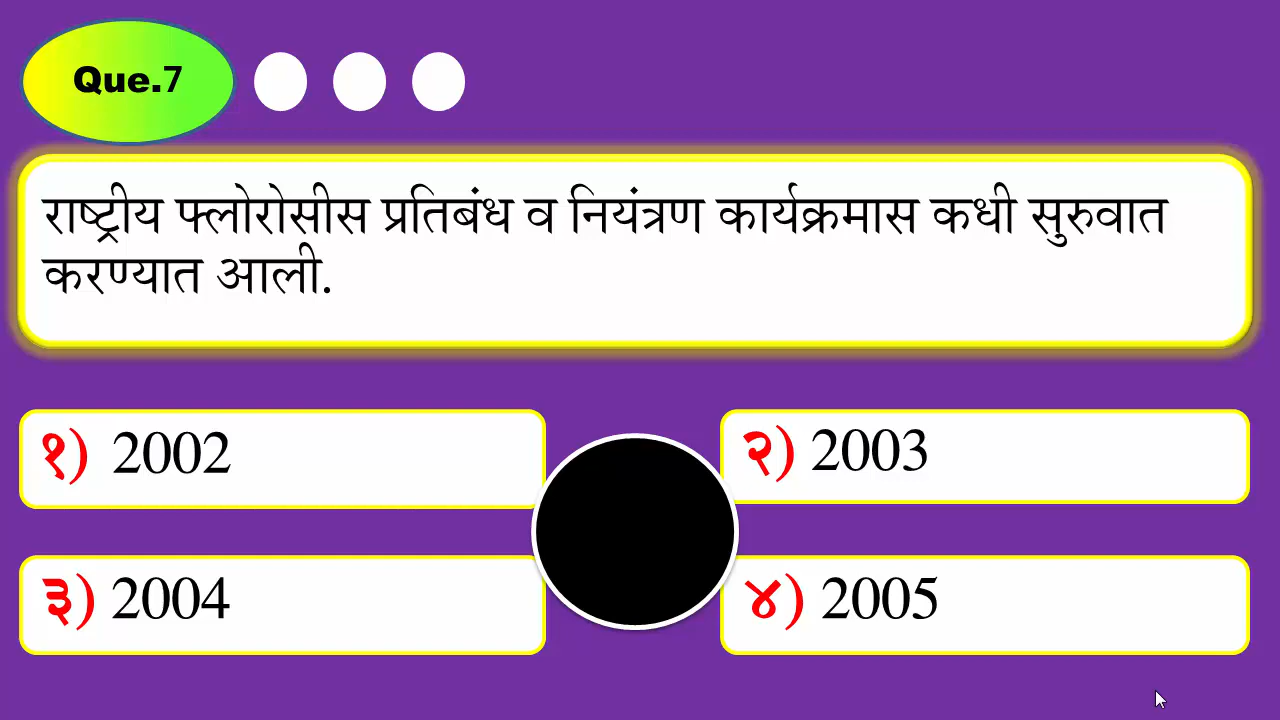 Que.7
राष्ट्रीय फ्लोरोसीस प्रतिबंध व नियंत्रण कार्यक्रमास कधी सुरुवात
करण्यात आली.
१) 2002
२) 2003
३) 2004
४) 2005